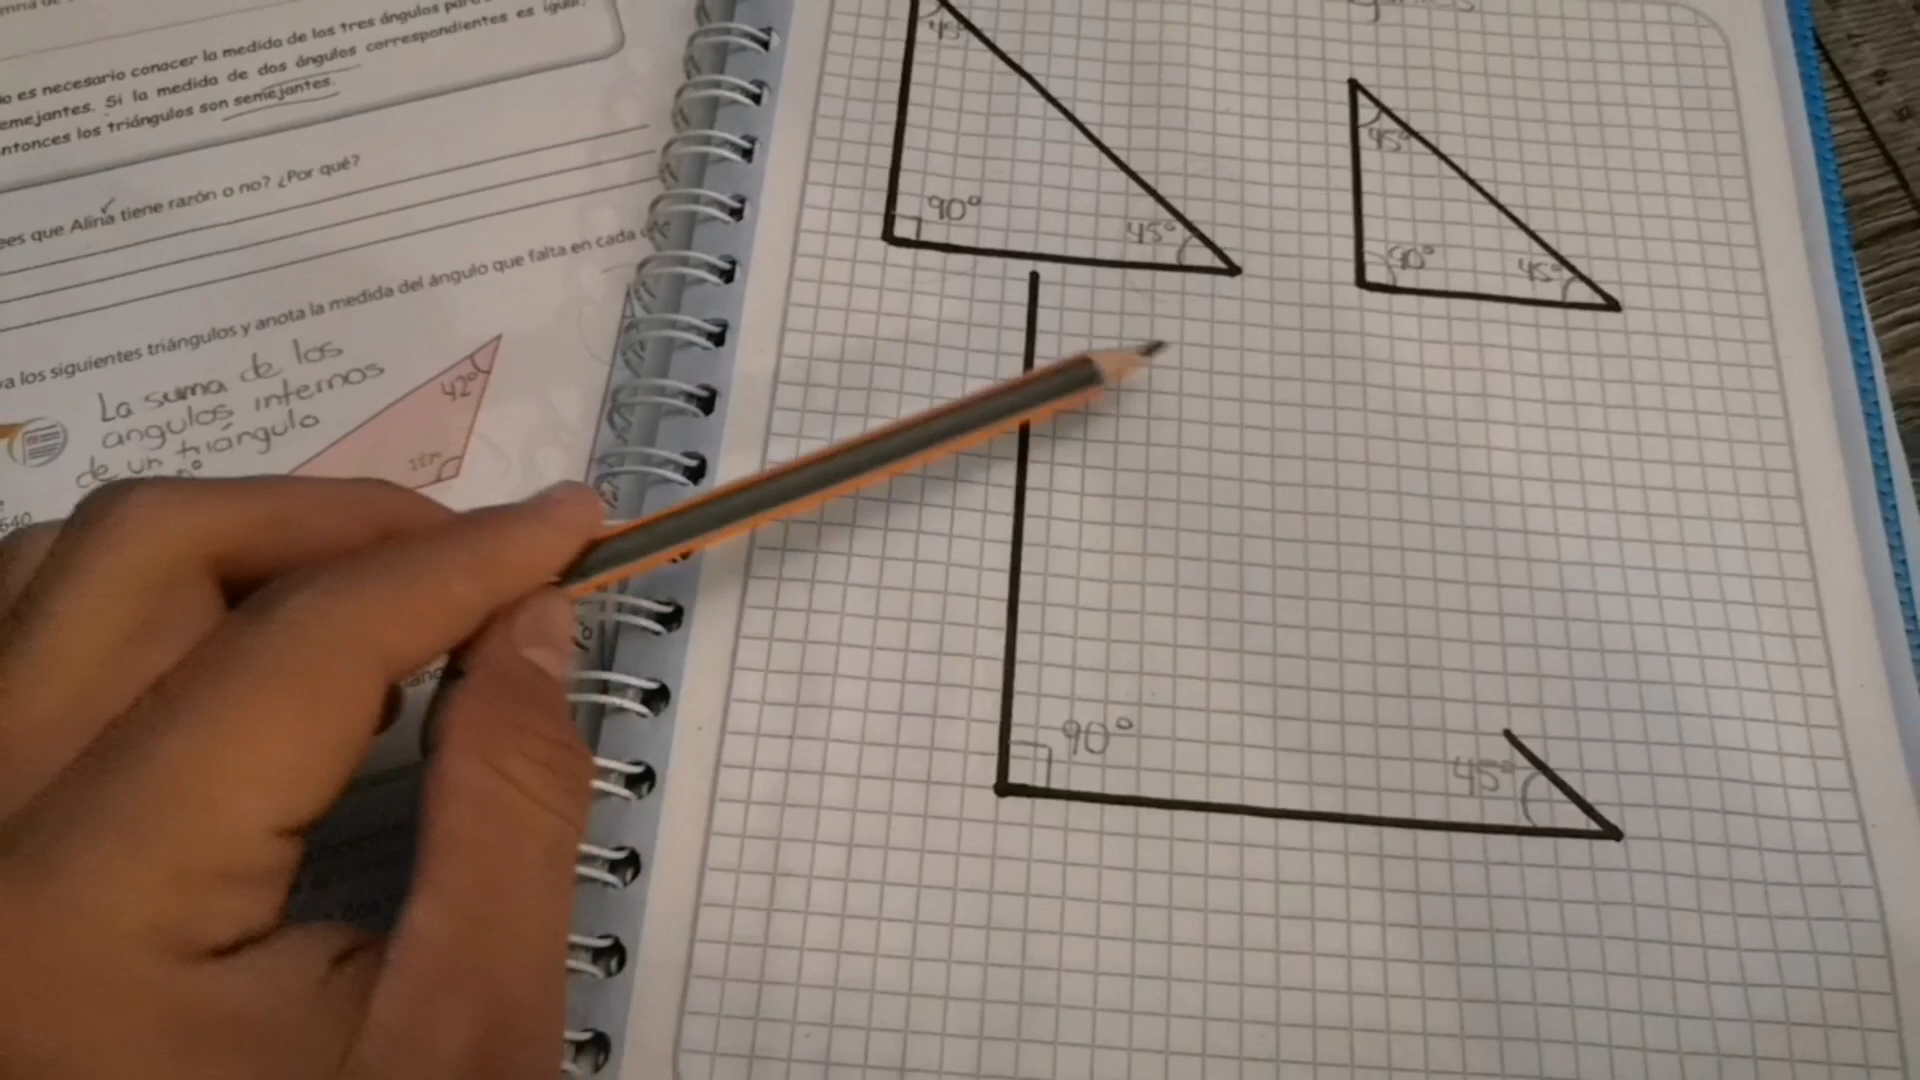 o es necesario conocer la medida de los tres ángulos
emejantes. Si la medida de dos ángulos correspondientes es igual,
ntonces los triángulos son semejantes.
ees que Alina tiene razón o no? ¿Por qué?
a los siguientes triángulos y anota la medida del ángulo que falta en cada
La suma de los
angulos internos
de un triángulo
42°
640
45°
90°
45°
45°
90°
45°
90°
45°